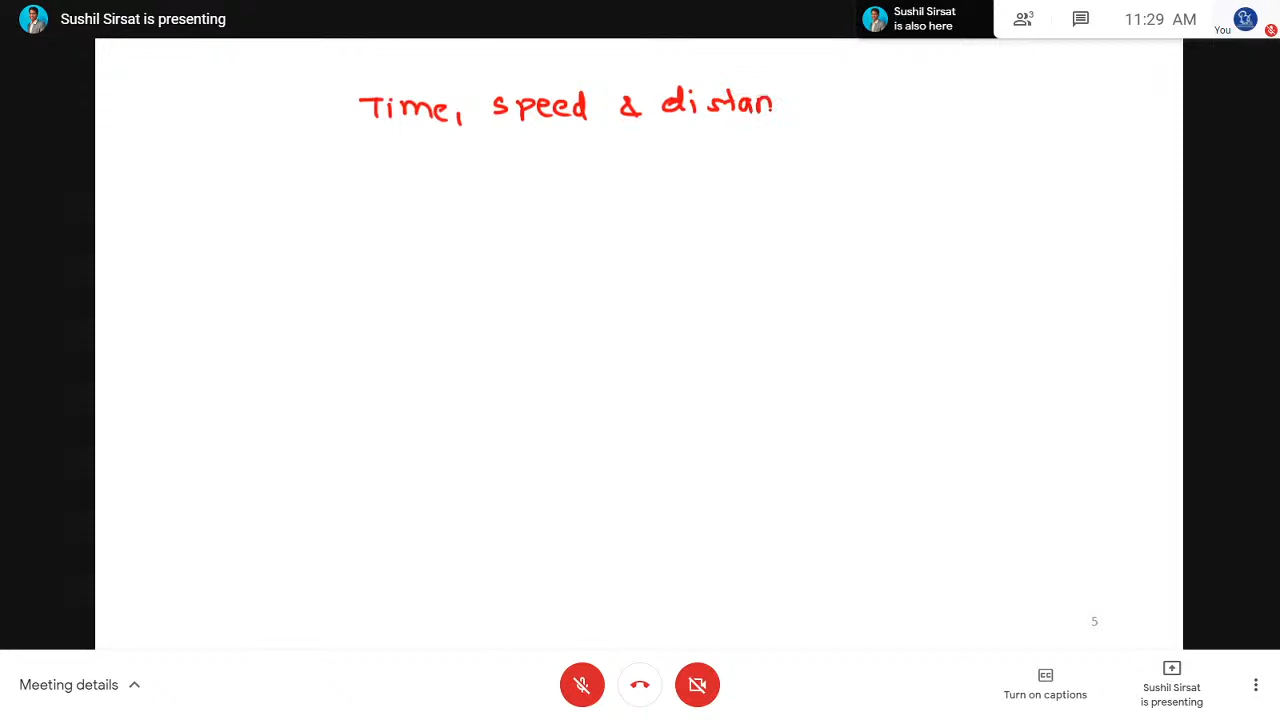 Sushil Sirsat is presenting
Sushil Sirsat
is also here
3
11:29 AM
You
Time, speed & distan
5
Meeting details
Turn on captions
Sushil Sirsat
is presenting